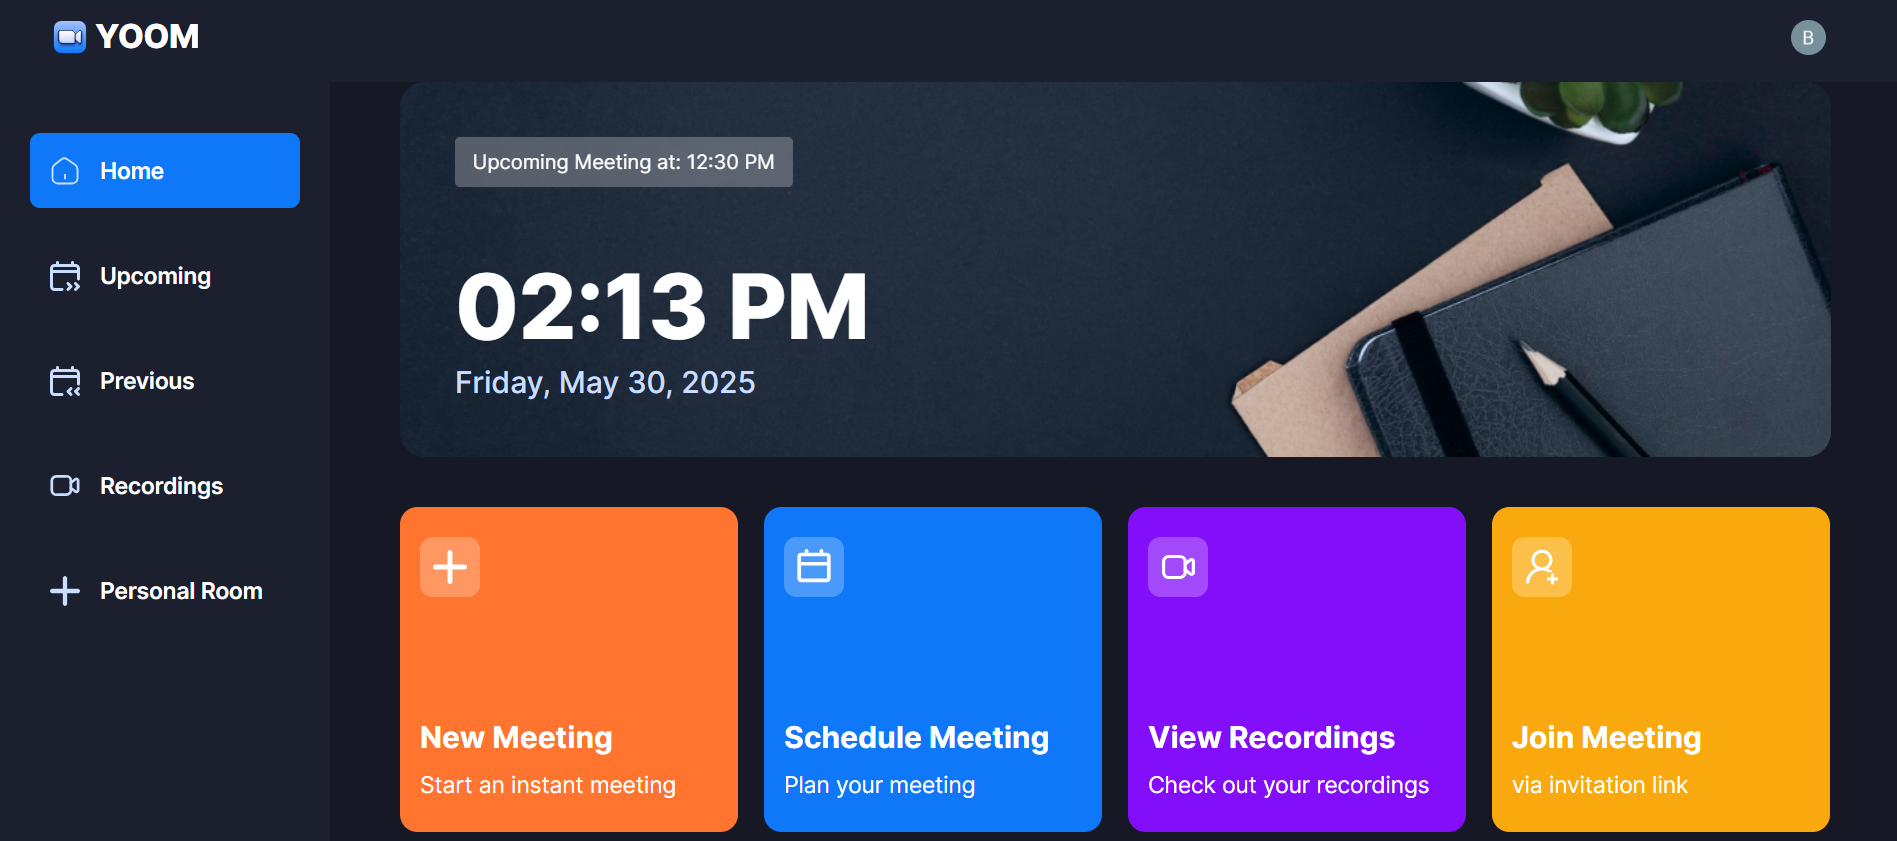 YOOM
B
Home
Upcoming
Previous
Recordings
Personal Room
Upcoming Meeting at: 12:30 PM
02:13 PM
Friday, May 30, 2025
New Meeting
Start an instant meeting
Schedule Meeting
Plan your meeting
View Recordings
Check out your recordings
Join Meeting
via invitation link